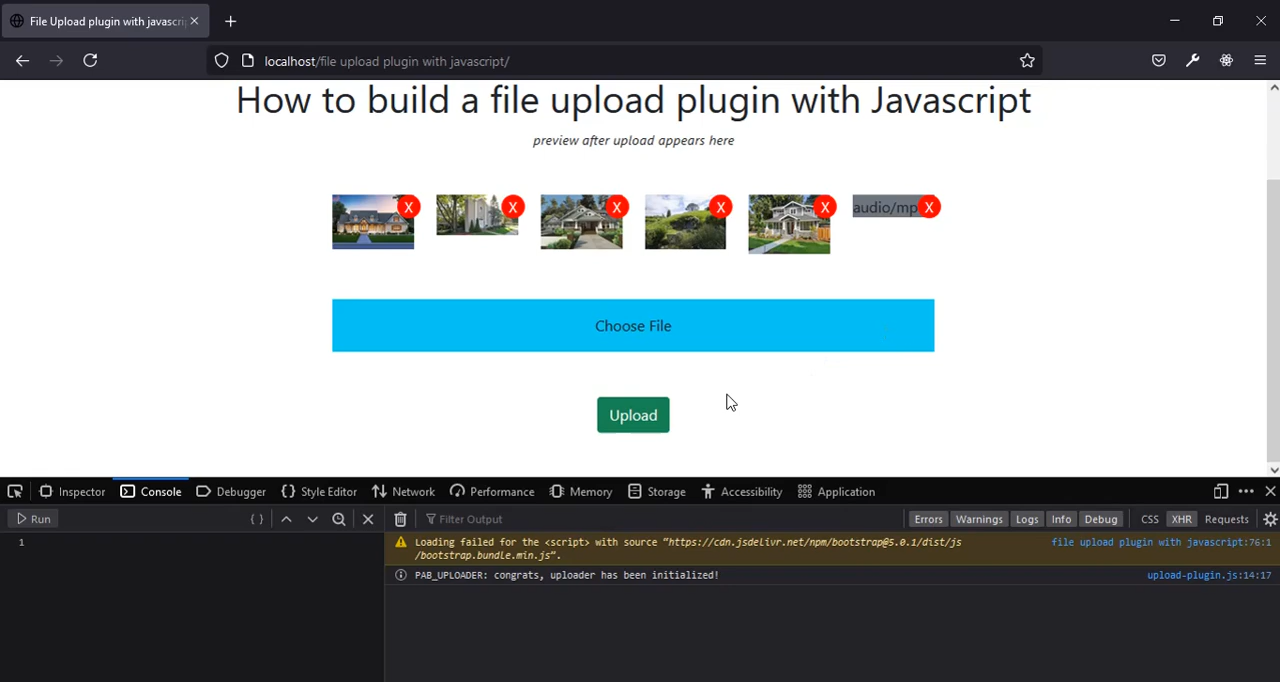 File Upload plugin with javascri
localhost/file upload plugin with javascript/
How to build a file upload plugin with Javascript
preview after upload appears here
X X X X X audio/mp X
Choose File
Upload
Inspector Console Debugger {} Style Editor Network Performance Memory Storage Accessibility Application
Run { } Filter Output Errors Warnings Logs Info Debug CSS XHR Requests
1
Loading failed for the <script> with source “https://cdn.jsdelivr.net/npm/bootstrap@5.0.1/dist/js file upload plugin with javascript:76:1
/bootstrap.bundle.min.js”.
PAB_UPLOADER: congrats, uploader has been initialized! upload-plugin.js:14:17